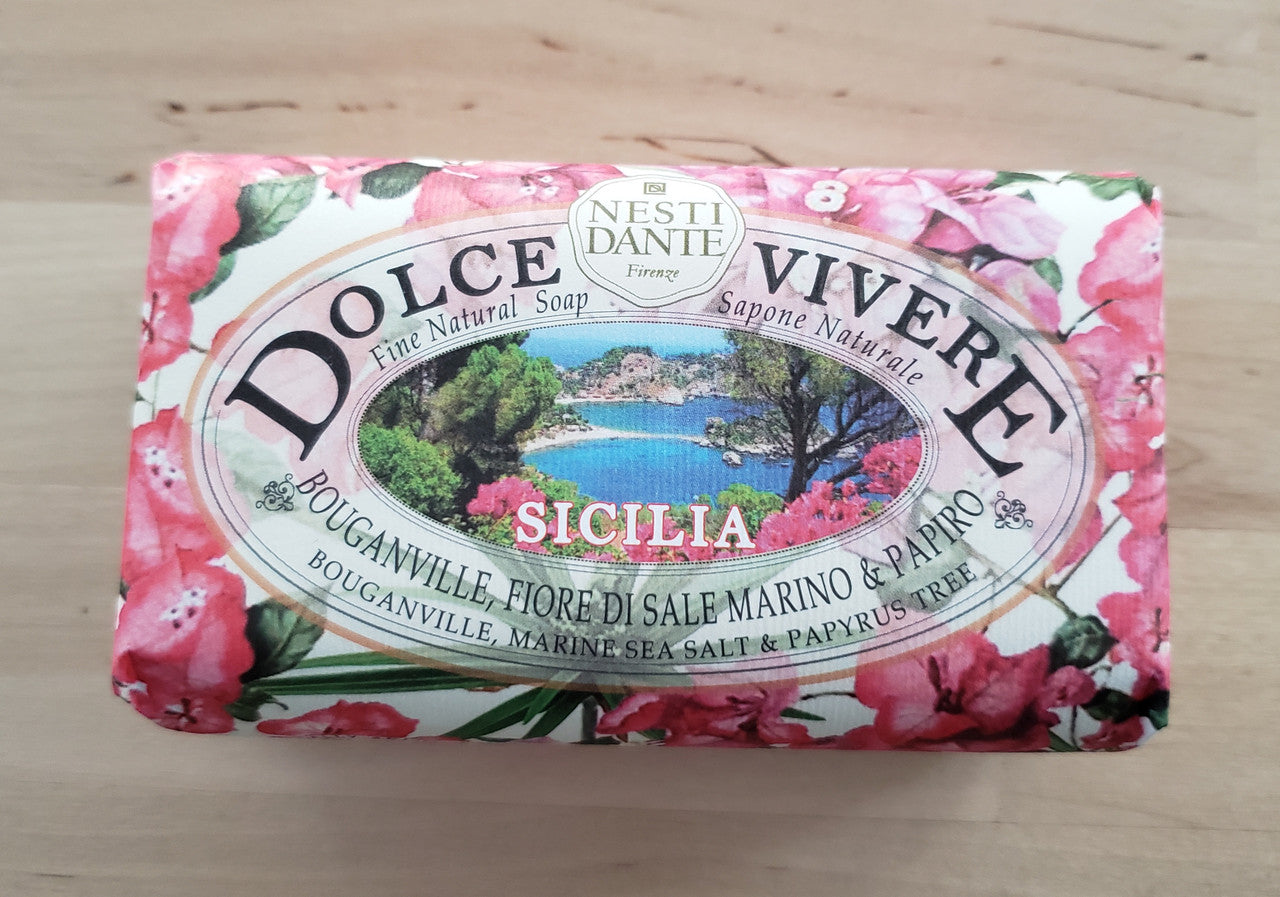 NESTI
DANTE
Firenze
DOLCE VIVERE
Fine Natural Soap Sapone Naturale
SICILIA
BOUGANVILLE, FIORE DI SALE MARINO & PAPIRO
BOUGANVILLE, MARINE SEA SALT & PAPYRUS TREE